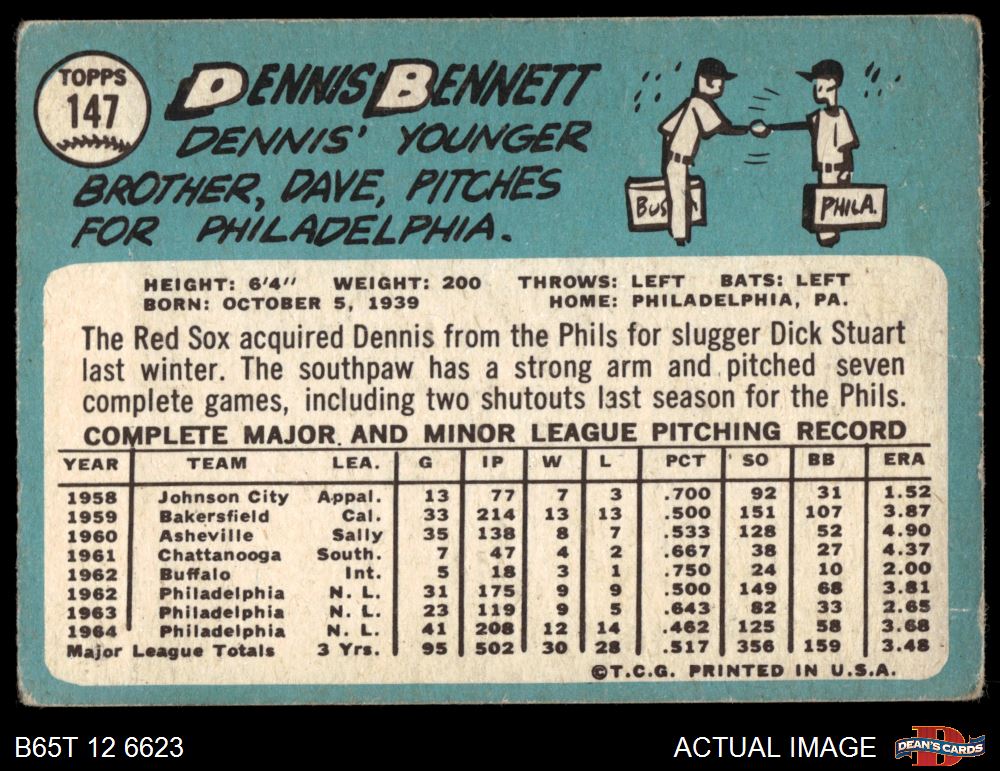 TOPPS
147
DENNIS BENNETT
DENNIS' YOUNGER
BROTHER, DAVE, PITCHES
FOR PHILADELPHIA.
BUS
PHILA.
HEIGHT: 6'4" WEIGHT: 200 THROWS: LEFT BATS: LEFT
BORN: OCTOBER 5, 1939 HOME: PHILADELPHIA, PA.
The Red Sox acquired Dennis from the Phils for slugger Dick Stuart
last winter. The southpaw has a strong arm and pitched seven
complete games, including two shutouts last season for the Phils.
COMPLETE MAJOR AND MINOR LEAGUE PITCHING RECORD
YEAR TEAM LEA. G IP W L PCT SO BB ERA
1958 Johnson City Appal. 13 77 7 3 .700 92 31 1.52
1959 Bakersfield Cal. 33 214 13 13 .500 151 107 3.87
1960 Asheville Sally 35 138 8 7 .533 128 52 4.90
1961 Chattanooga South. 7 47 4 2 .667 38 27 4.37
1962 Buffalo Int. 5 18 3 1 .750 24 10 2.00
1962 Philadelphia N. L. 31 175 9 9 .500 149 68 3.81
1963 Philadelphia N. L. 23 119 9 5 .643 82 33 2.65
1964 Philadelphia N. L. 41 208 12 14 .462 125 58 3.68
Major League Totals 3 Yrs. 95 502 30 28 .517 356 159 3.48
©T.C.G. PRINTED IN U.S.A.
B65T 12 6623
ACTUAL IMAGE
DEAN'S CARDS